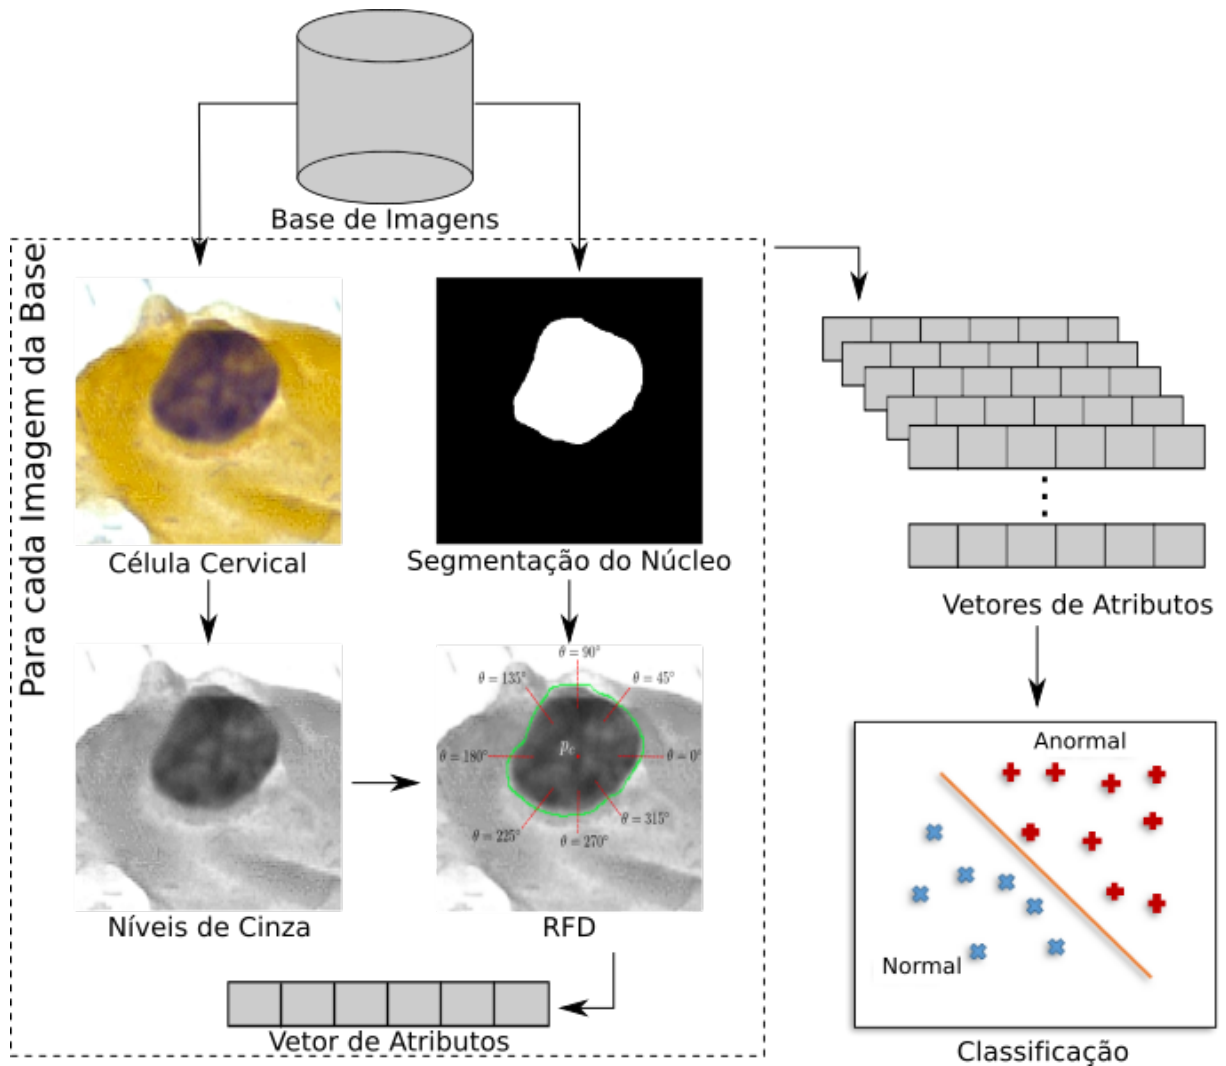 Base de Imagens
Para cada Imagem da Base
Célula Cervical
Segmentação do Núcleo
θ = 90°
θ = 135°
θ = 45°
p_c
θ = 180°
θ = 0°
θ = 225°
θ = 270°
θ = 315°
Níveis de Cinza
RFD
Vetor de Atributos
Vetores de Atributos
Anormal
Normal
Classificação